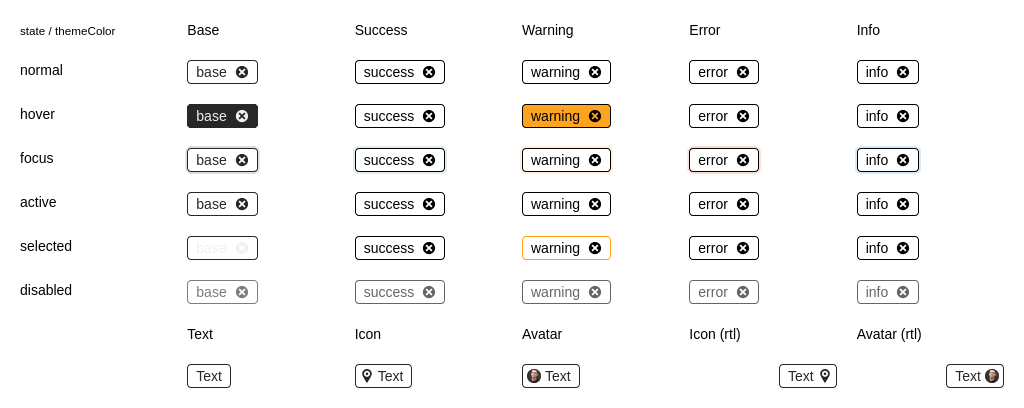 state / themeColor Base Success Warning Error Info
normal base success warning error info
hover base success warning error info
focus base success warning error info
active base success warning error info
selected base success warning error info
disabled base success warning error info
Text Icon Avatar Icon (rtl) Avatar (rtl)
Text Text Text Text Text